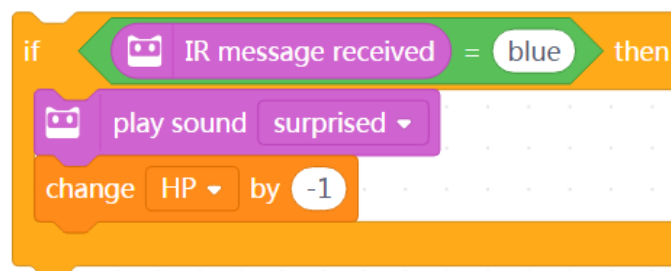 if IR message received = blue then
play sound surprised
change HP by -1